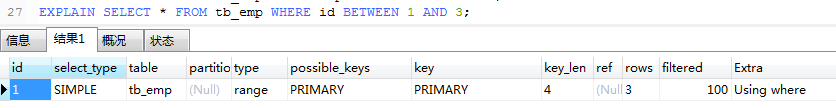 27 EXPLAIN SELECT * FROM tb_emp WHERE id BETWEEN 1 AND 3;
信息 结果1 概况 状态
id select_type table partitio type possible_keys key key_len ref rows filtered Extra
1 SIMPLE tb_emp (Null) range PRIMARY PRIMARY 4 (Nul 3 100 Using where